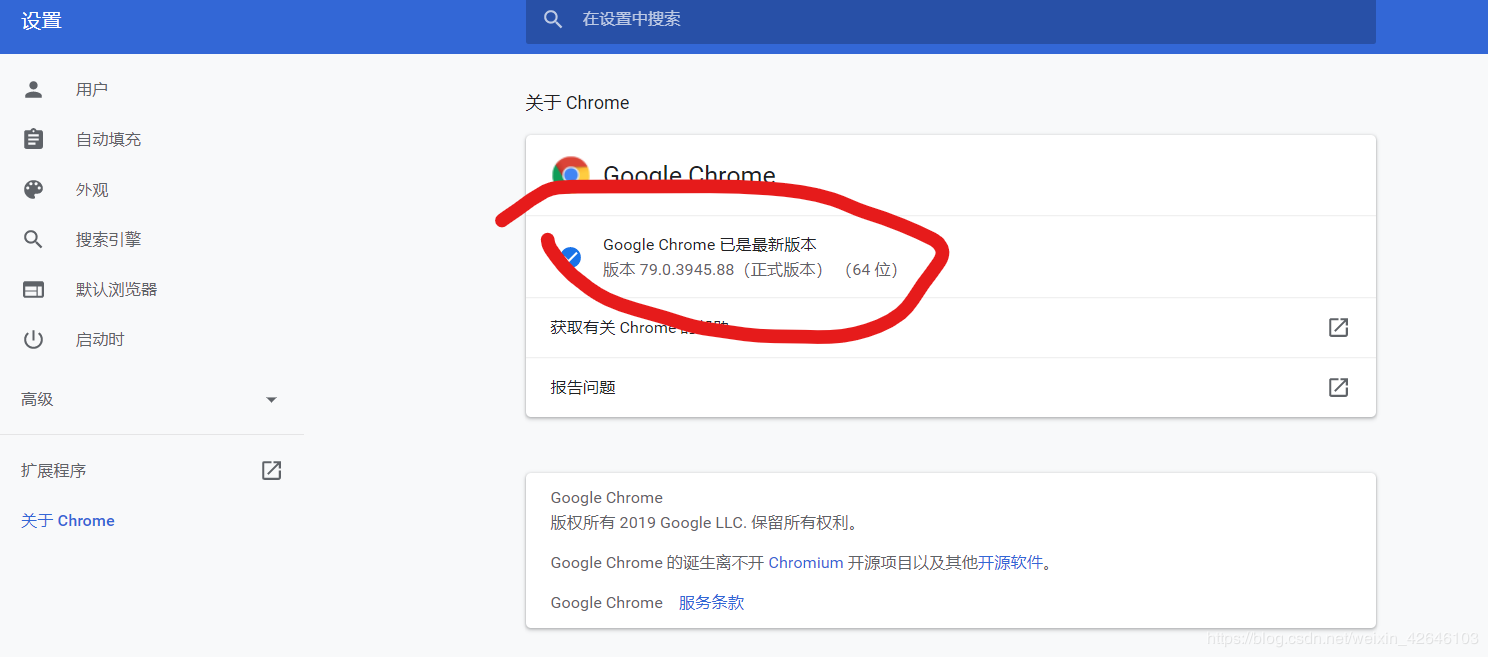 设置
在设置中搜索
用户
自动填充
外观
搜索引擎
默认浏览器
启动时
高级
扩展程序
关于 Chrome
关于 Chrome
Google Chrome
Google Chrome 已是最新版本
版本 79.0.3945.88（正式版本） （64 位）
获取有关 Chrome 的帮助
报告问题
Google Chrome
版权所有 2019 Google LLC. 保留所有权利。
Google Chrome 的诞生离不开 Chromium 开源项目以及其他开源软件。
Google Chrome 服务条款
https://blog.csdn.net/weixin_42646103